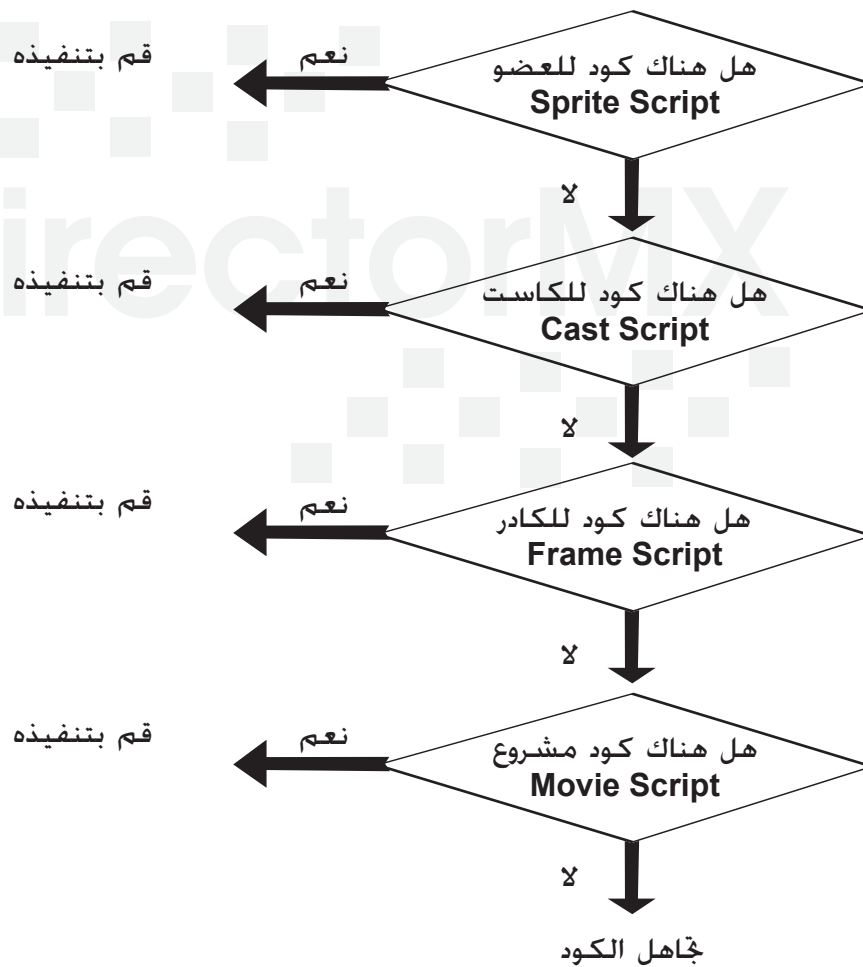 هل هناك كود للعضو
Sprite Script
نعم
قم بتنفيذه
لا
irectorMX
هل هناك كود للكاست
Cast Script
نعم
قم بتنفيذه
لا
هل هناك كود للكادر
Frame Script
نعم
قم بتنفيذه
لا
هل هناك كود مشروع
Movie Script
نعم
قم بتنفيذه
لا
تجاهل الكود